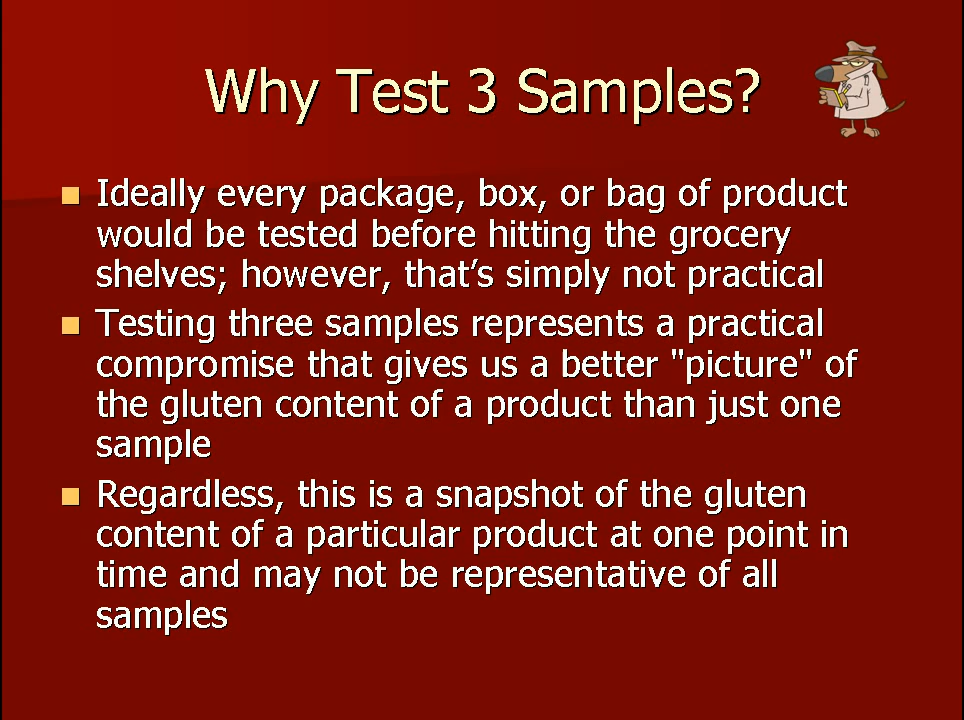 Why Test 3 Samples?
Ideally every package, box, or bag of product
would be tested before hitting the grocery
shelves; however, that's simply not practical
Testing three samples represents a practical
compromise that gives us a better "picture" of
the gluten content of a product than just one
sample
Regardless, this is a snapshot of the gluten
content of a particular product at one point in
time and may not be representative of all
samples